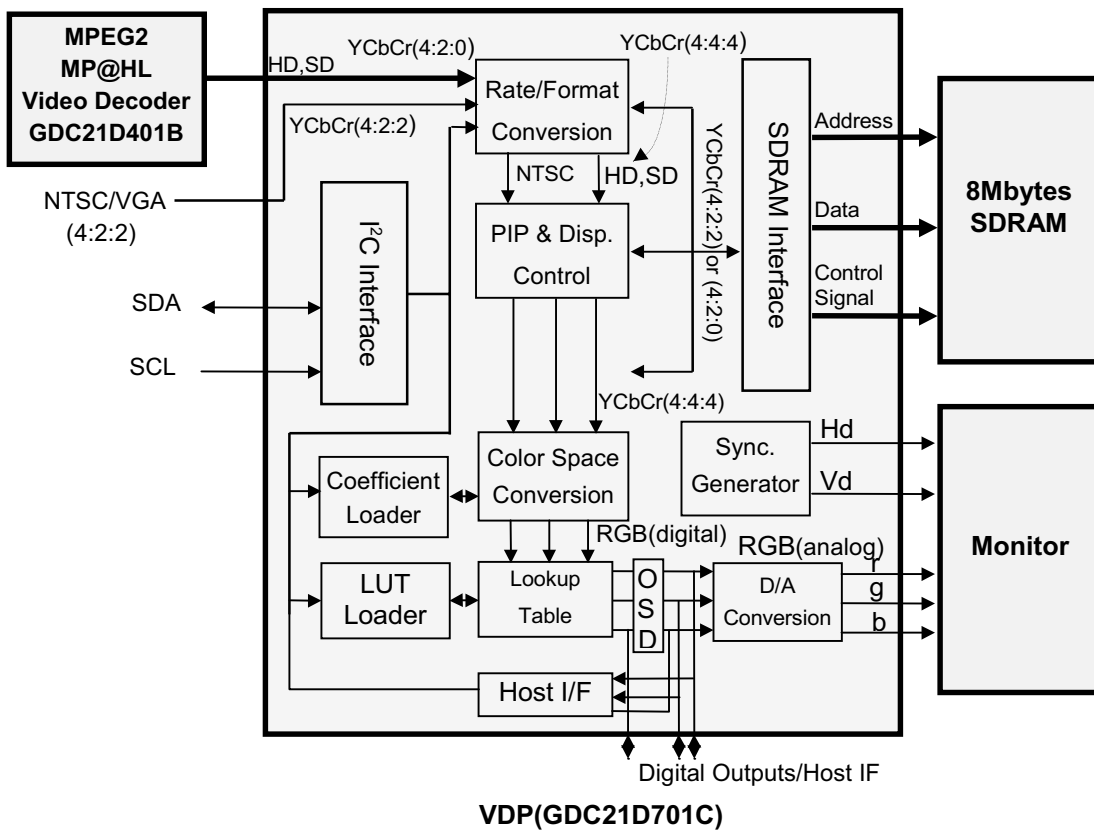 MPEG2
MP@HL
Video Decoder
GDC21D401B
YCbCr(4:2:0)
HD,SD
YCbCr(4:2:2)
NTSC/VGA
(4:2:2)
SDA
SCL
I²C Interface
YCbCr(4:4:4)
Rate/Format
Conversion
NTSC
HD,SD
PIP & Disp.
Control
YCbCr(4:2:2) or (4:2:0)
SDRAM Interface
Address
Data
Control
Signal
8Mbytes
SDRAM
YCbCr(4:4:4)
Color Space
Conversion
Coefficient
Loader
RGB(digital)
LUT
Loader
Lookup
Table
OSD
Sync.
Generator
Hd
Vd
RGB(analog)
D/A
Conversion
r
g
b
Monitor
Host I/F
Digital Outputs/Host IF
VDP(GDC21D701C)